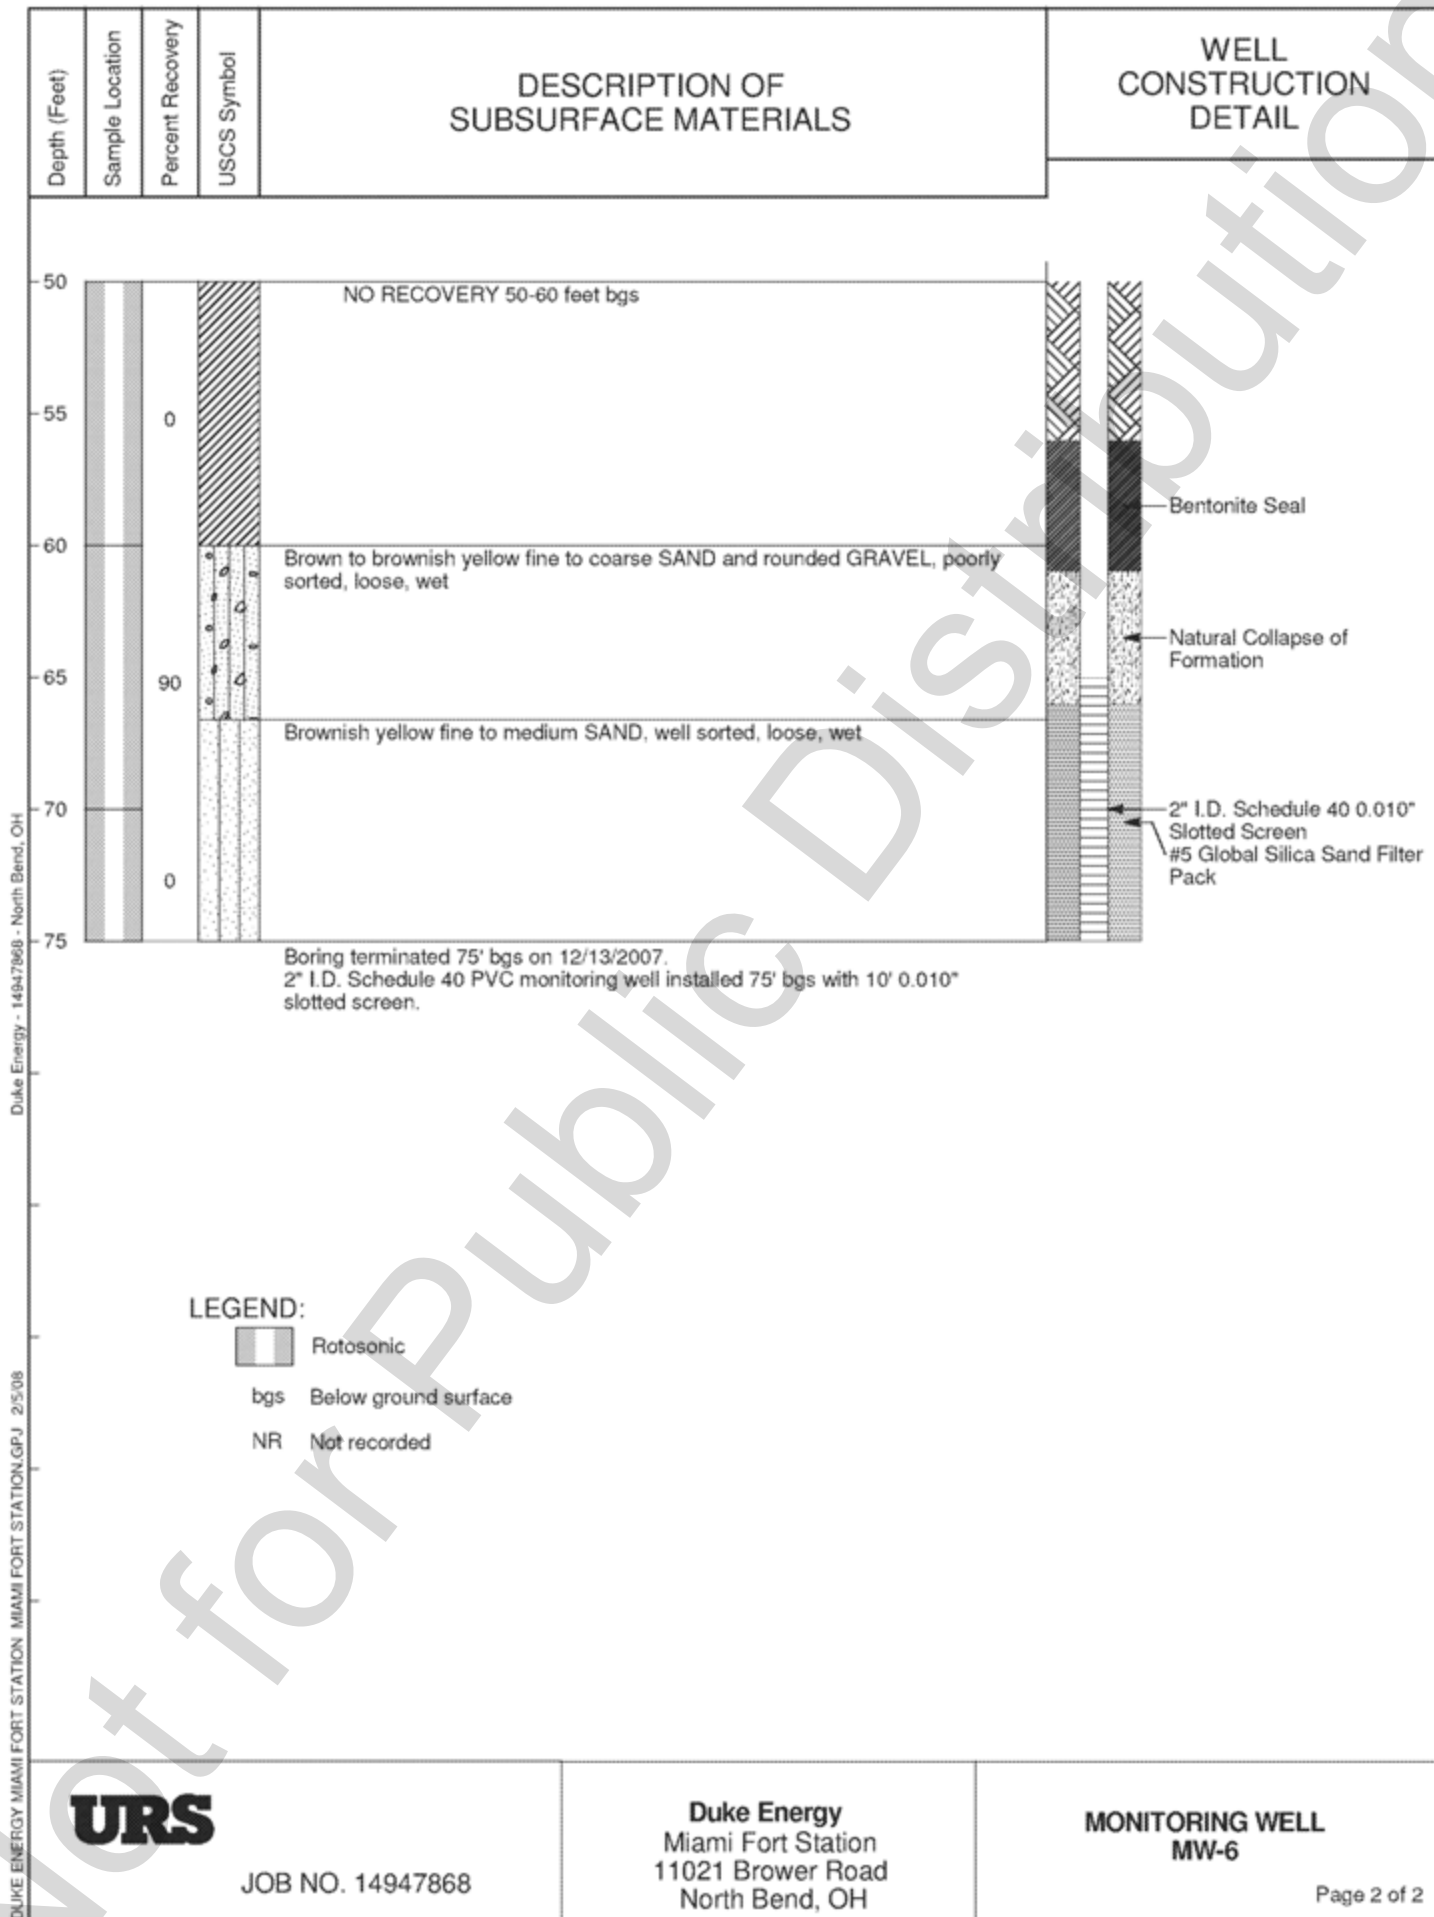 Depth (Feet)
Sample Location
Percent Recovery
USCS Symbol
DESCRIPTION OF
SUBSURFACE MATERIALS
WELL
CONSTRUCTION
DETAIL
50
NO RECOVERY 50-60 feet bgs
55
0
Bentonite Seal
60
Brown to brownish yellow fine to coarse SAND and rounded GRAVEL, poorly
sorted, loose, wet
Natural Collapse of
Formation
65
90
Brownish yellow fine to medium SAND, well sorted, loose, wet
70
2" I.D. Schedule 40 0.010"
Slotted Screen
#5 Global Silica Sand Filter
Pack
0
75
Boring terminated 75' bgs on 12/13/2007.
2" I.D. Schedule 40 PVC monitoring well installed 75' bgs with 10' 0.010"
slotted screen.
LEGEND:
Rotosonic
bgs Below ground surface
NR Not recorded
DUKE ENERGY MIAMI FORT STATION MIAMI FORT STATION.GPJ 2/5/08
Duke Energy - 14947868 - North Bend, OH
URS
JOB NO. 14947868
Duke Energy
Miami Fort Station
11021 Brower Road
North Bend, OH
MONITORING WELL
MW-6
Page 2 of 2
Not for Public Distribution